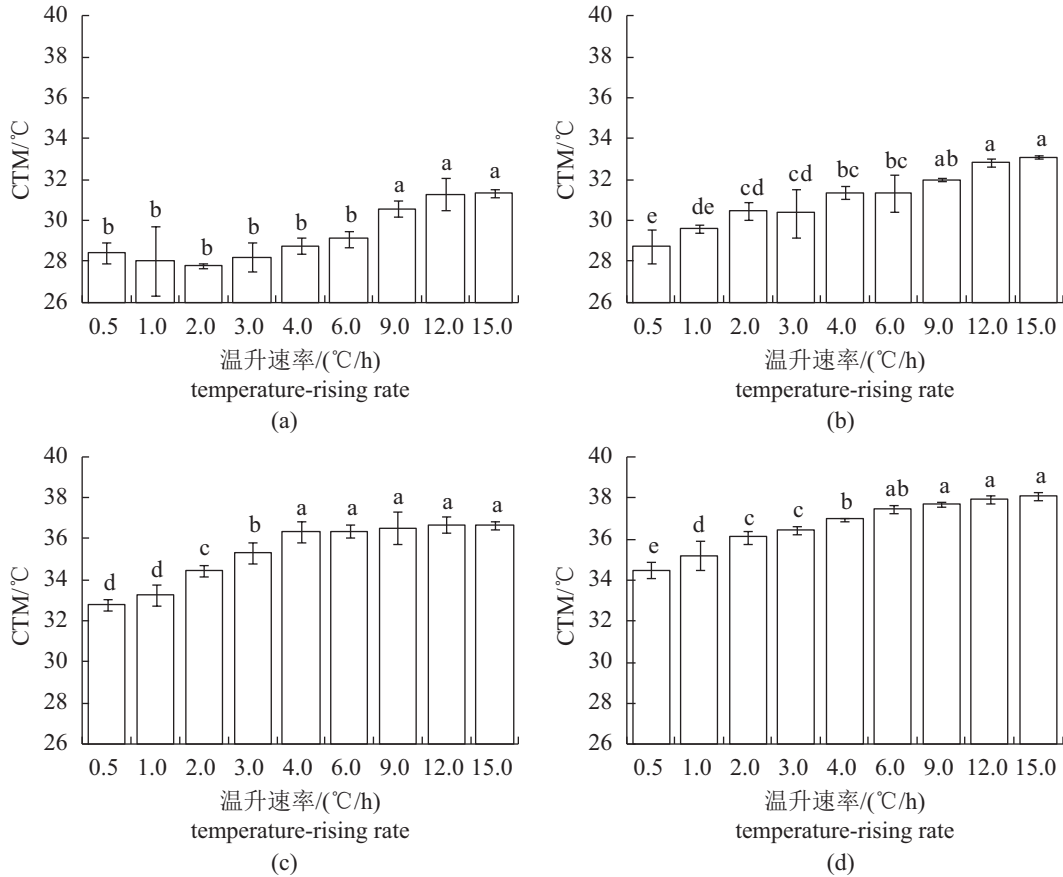 40
38
36
34
32
30
28
26
CTM/℃
b
b
b
b
b
b
a
a
a
0.5 1.0 2.0 3.0 4.0 6.0 9.0 12.0 15.0
温升速率/(℃/h)
temperature-rising rate
(a)
40
38
36
34
32
30
28
26
CTM/℃
e
de
cd
cd
bc
bc
ab
a
a
0.5 1.0 2.0 3.0 4.0 6.0 9.0 12.0 15.0
温升速率/(℃/h)
temperature-rising rate
(b)
40
38
36
34
32
30
28
26
CTM/℃
d
d
c
b
a
a
a
a
a
0.5 1.0 2.0 3.0 4.0 6.0 9.0 12.0 15.0
温升速率/(℃/h)
temperature-rising rate
(c)
40
38
36
34
32
30
28
26
CTM/℃
e
d
c
c
b
ab
a
a
a
0.5 1.0 2.0 3.0 4.0 6.0 9.0 12.0 15.0
温升速率/(℃/h)
temperature-rising rate
(d)